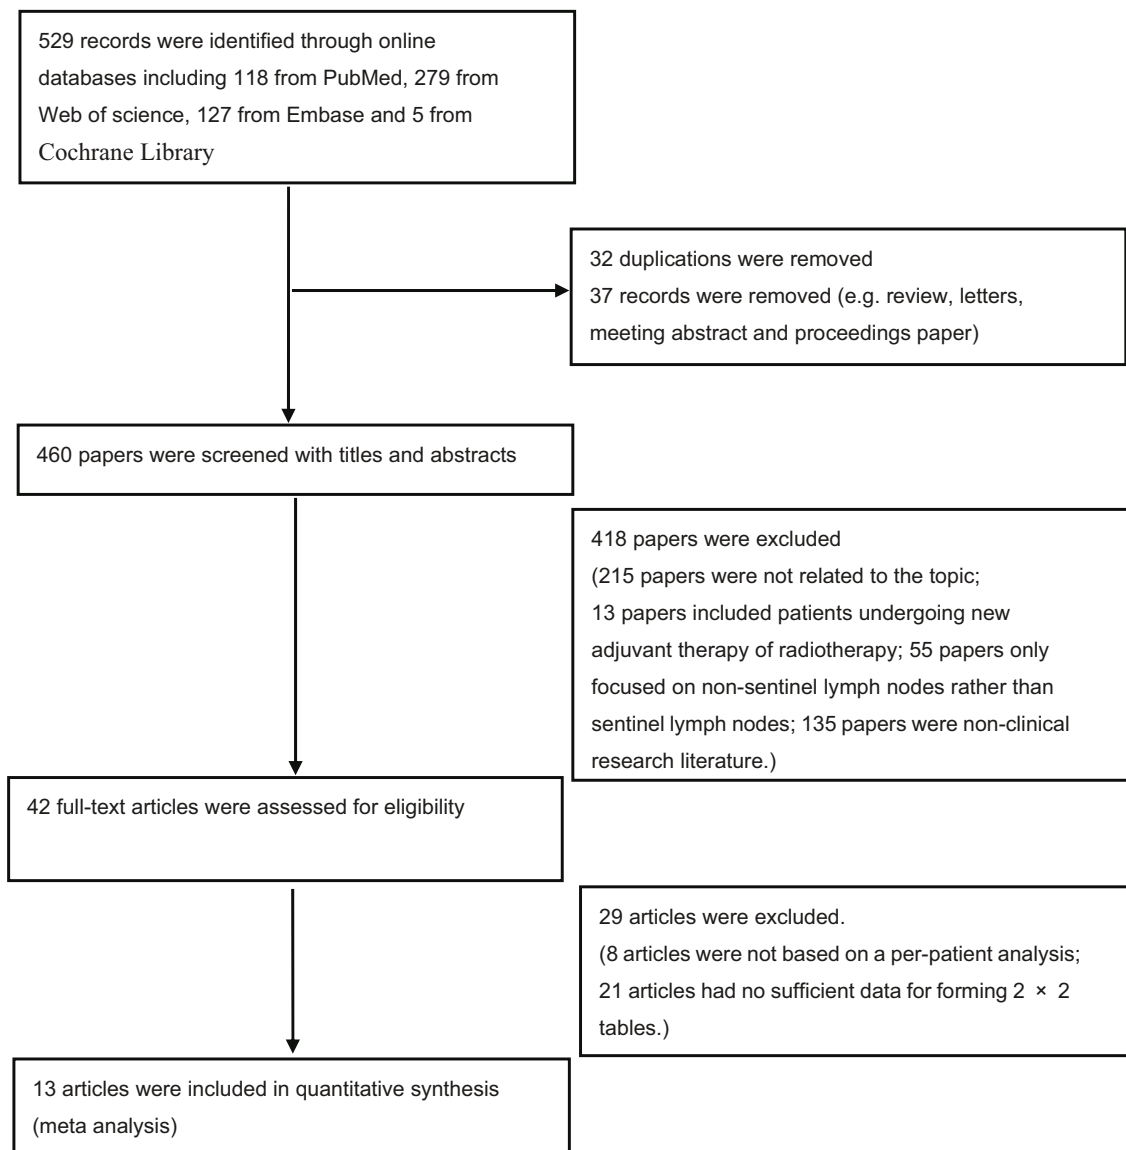 529 records were identified through online
databases including 118 from PubMed, 279 from
Web of science, 127 from Embase and 5 from
Cochrane Library
32 duplications were removed
37 records were removed (e.g. review, letters,
meeting abstract and proceedings paper)
460 papers were screened with titles and abstracts
418 papers were excluded
(215 papers were not related to the topic;
13 papers included patients undergoing new
adjuvant therapy of radiotherapy; 55 papers only
focused on non-sentinel lymph nodes rather than
sentinel lymph nodes; 135 papers were non-clinical
research literature.)
42 full-text articles were assessed for eligibility
29 articles were excluded.
(8 articles were not based on a per-patient analysis;
21 articles had no sufficient data for forming 2 × 2
tables.)
13 articles were included in quantitative synthesis
(meta analysis)